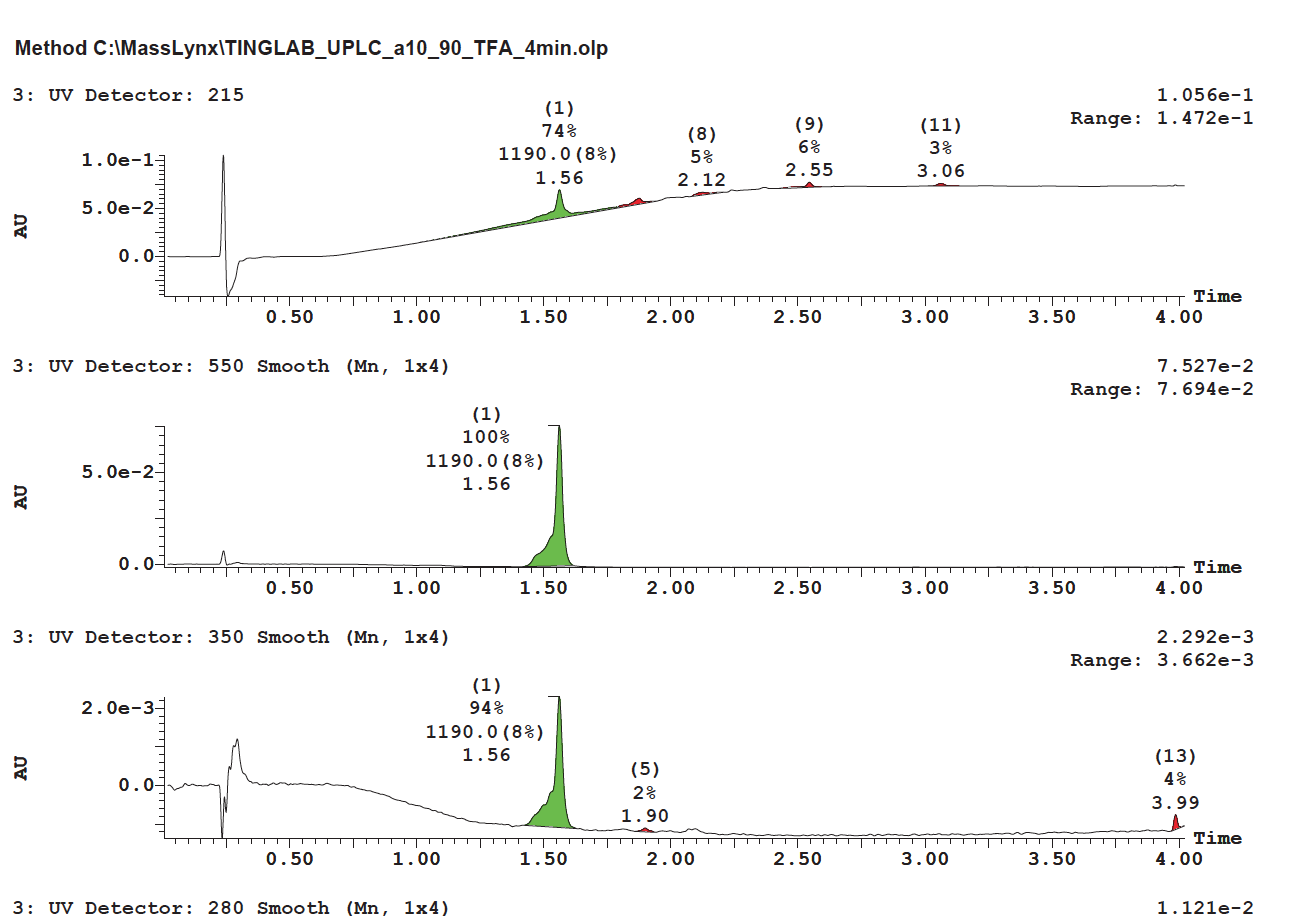 Method C:\MassLynx\TINGLAB_UPLC_a10_90_TFA_4min.olp
3: UV Detector: 215
1.056e-1
Range: 1.472e-1
(1)
74%
1190.0(8%)
1.56
(8)
5%
2.12
(9)
6%
2.55
(11)
3%
3.06
1.0e-1
5.0e-2
0.0
AU
Time
0.50 1.00 1.50 2.00 2.50 3.00 3.50 4.00
3: UV Detector: 550 Smooth (Mn, 1x4)
7.527e-2
Range: 7.694e-2
(1)
100%
1190.0(8%)
1.56
5.0e-2
0.0
AU
Time
0.50 1.00 1.50 2.00 2.50 3.00 3.50 4.00
3: UV Detector: 350 Smooth (Mn, 1x4)
2.292e-3
Range: 3.662e-3
(1)
94%
1190.0(8%)
1.56
(5)
2%
1.90
(13)
4%
3.99
2.0e-3
0.0
AU
Time
0.50 1.00 1.50 2.00 2.50 3.00 3.50 4.00
3: UV Detector: 280 Smooth (Mn, 1x4)
1.121e-2